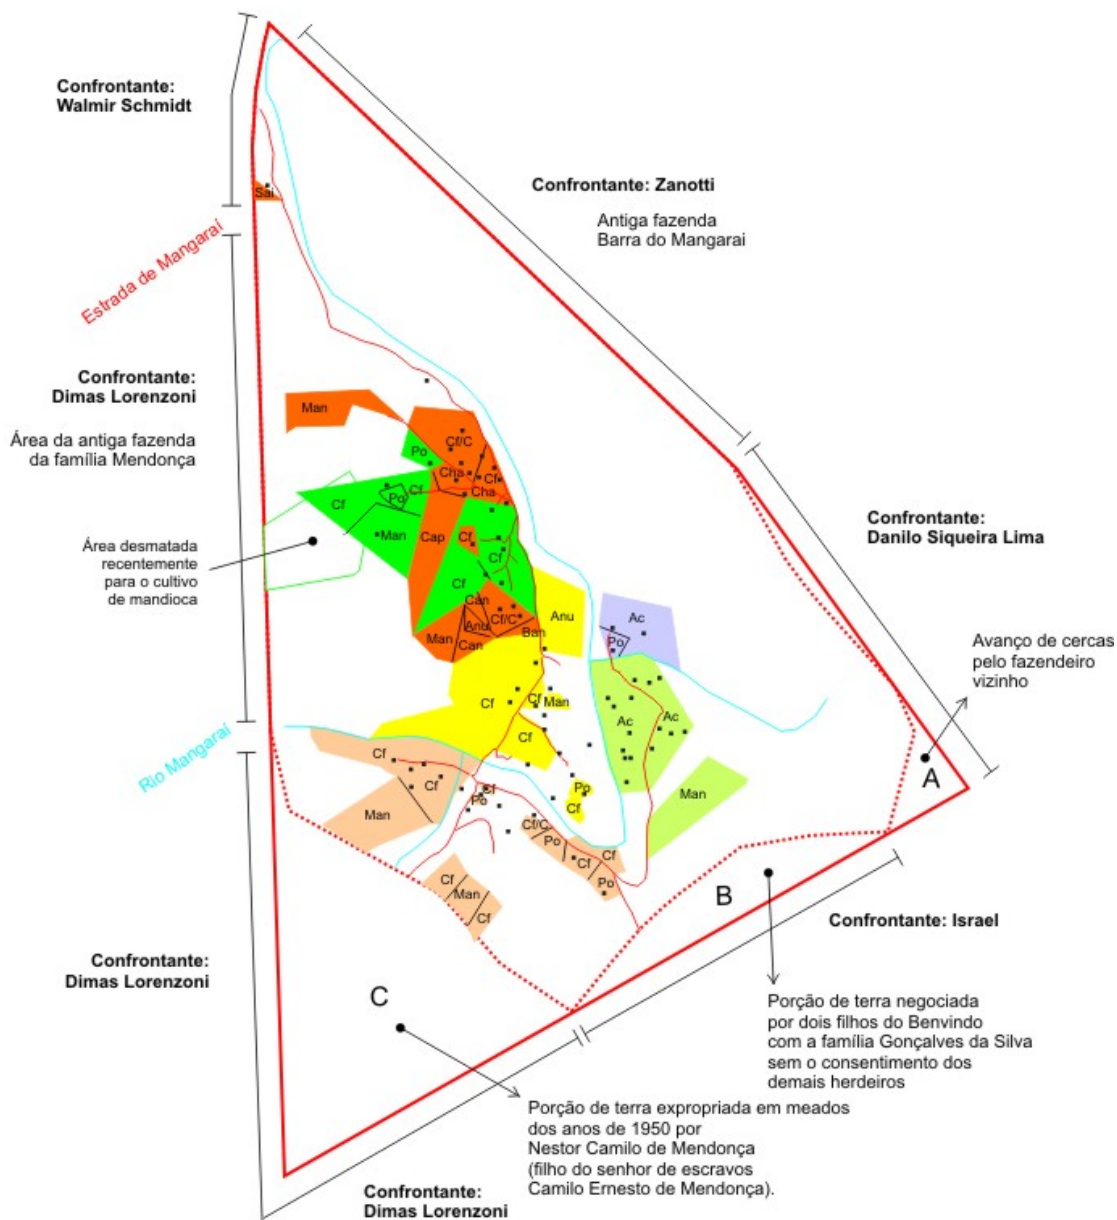 Confrontante:
Walmir Schmidt
Confrontante: Zanotti
Antiga fazenda
Barra do Mangarai
Sai
Estrada de Mangaraí
Confrontante:
Dimas Lorenzoni
Área da antiga fazenda
da família Mendonça
Man
Cf/C
Po
Cha
Cf
Cha
Cf
Po
Cf
Man
Cap
Cf
Cf
Cf
Área desmatada
recentemente
para o cultivo
de mandioca
Confrontante:
Danilo Siqueira Lima
Can
Cf/C
Anu
Man
Can
Ban
Anu
Ac
Po
Avanço de cercas
pelo fazendeiro
vizinho
Cf
Cf
Man
Cf
Ac
Ac
Rio Mangaraí
Cf
Cf
Man
Cf
Po
Po
Cf
Man
A
Cf/C
Po
Cf
Cf
Po
Cf
Man
Cf
B
Confrontante: Israel
Confrontante:
Dimas Lorenzoni
C
Porção de terra negociada
por dois filhos do Benvindo
com a família Gonçalves da Silva
sem o consentimento dos
demais herdeiros
Porção de terra expropriada em meados
dos anos de 1950 por
Nestor Camilo de Mendonça
(filho do senhor de escravos
Camilo Ernesto de Mendonça).
Confrontante:
Dimas Lorenzoni